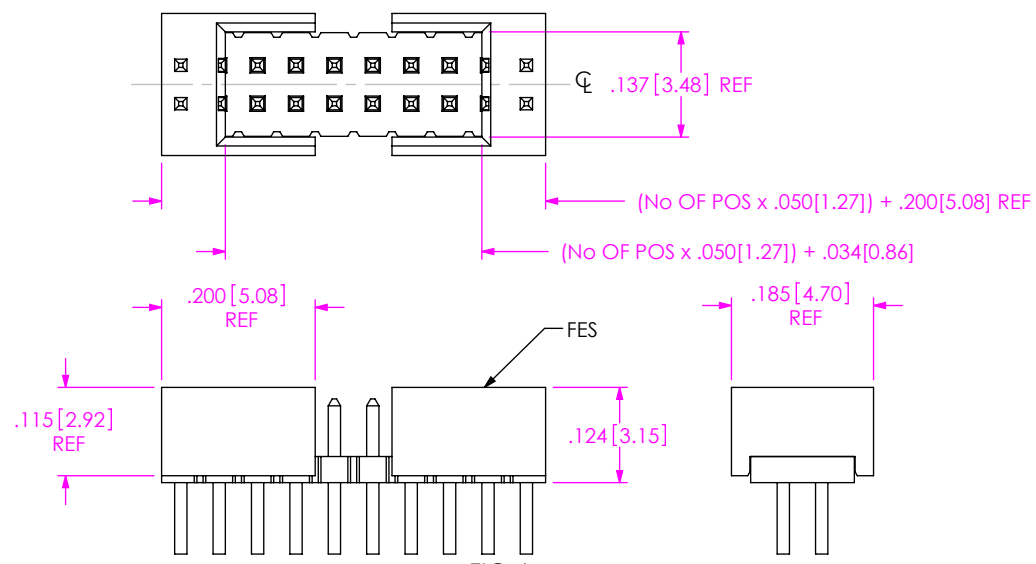 ℄ .137 [3.48] REF
(No OF POS x .050[1.27]) + .200[5.08] REF
(No OF POS x .050[1.27]) + .034[0.86]
.200 [5.08]
REF
.185 [4.70]
REF
FES
.115 [2.92]
REF
.124 [3.15]